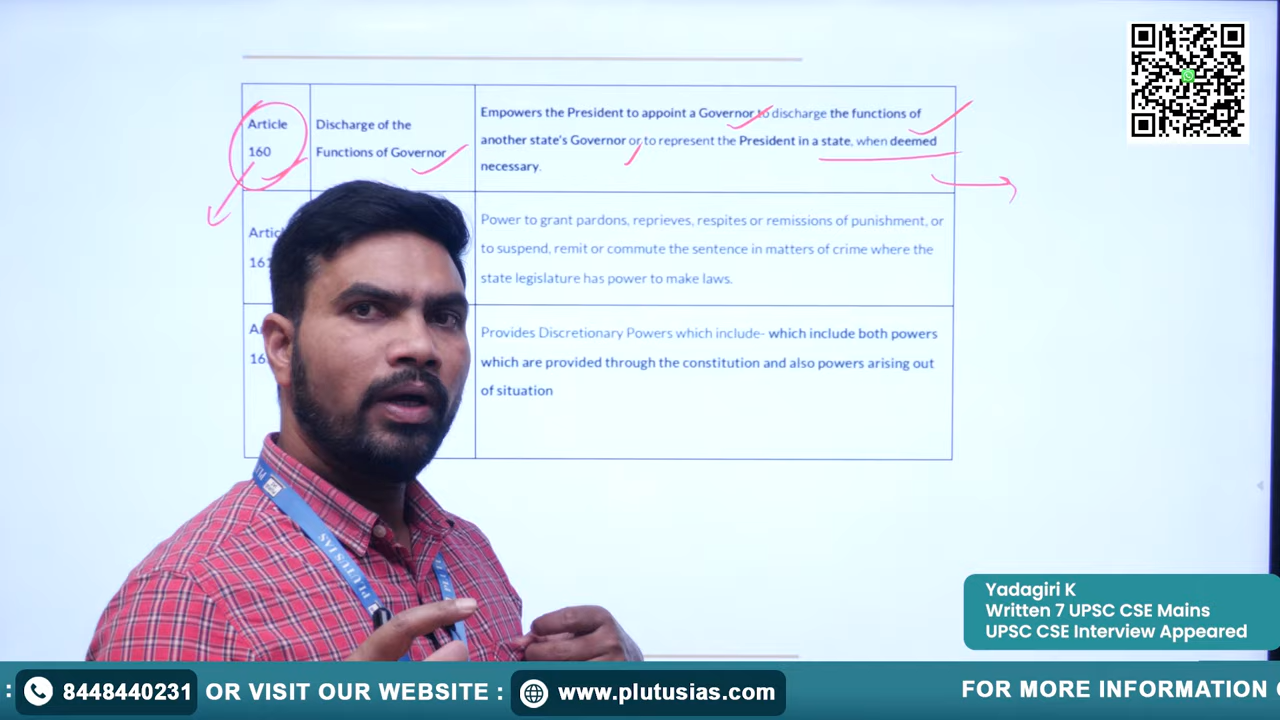 Article
160
Discharge of the
Functions of Governor
Empowers the President to appoint a Governor to discharge the functions of
another state's Governor or to represent the President in a state, when deemed
necessary.
161
Power to grant pardons, reprieves, respites or remissions of punishment, or
to suspend, remit or commute the sentence in matters of crime where the
state legislature has power to make laws.
16
Provides Discretionary Powers which include- which include both powers
which are provided through the constitution and also powers arising out
of situation
PLUTUSIAS
Yadagiri K
Written 7 UPSC CSE Mains
UPSC CSE Interview Appeared
: 8448440231 OR VISIT OUR WEBSITE : www.plutusias.com FOR MORE INFORMATION